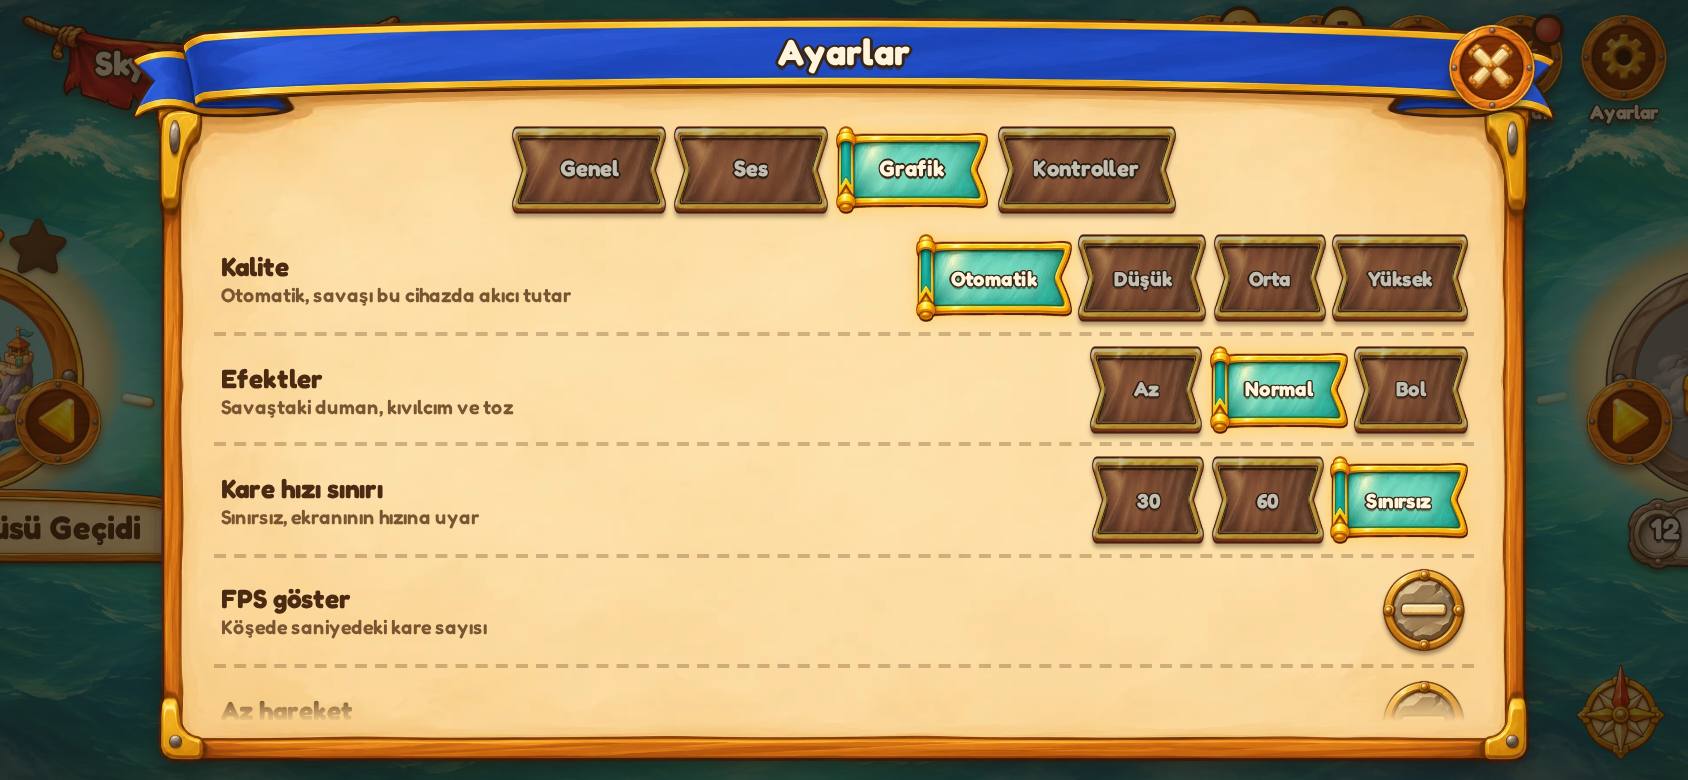 Sky
Ayarlar
Ayarlar
Genel
Ses
Grafik
Kontroller
Kalite
Otomatik, savaşı bu cihazda akıcı tutar
Otomatik
Düşük
Orta
Yüksek
Efektler
Savaştaki duman, kıvılcım ve toz
Az
Normal
Bol
Kare hızı sınırı
Sınırsız, ekranının hızına uyar
30
60
Sınırsız
Geçidi
12
FPS göster
Köşede saniyedeki kare sayısı
Az hareket